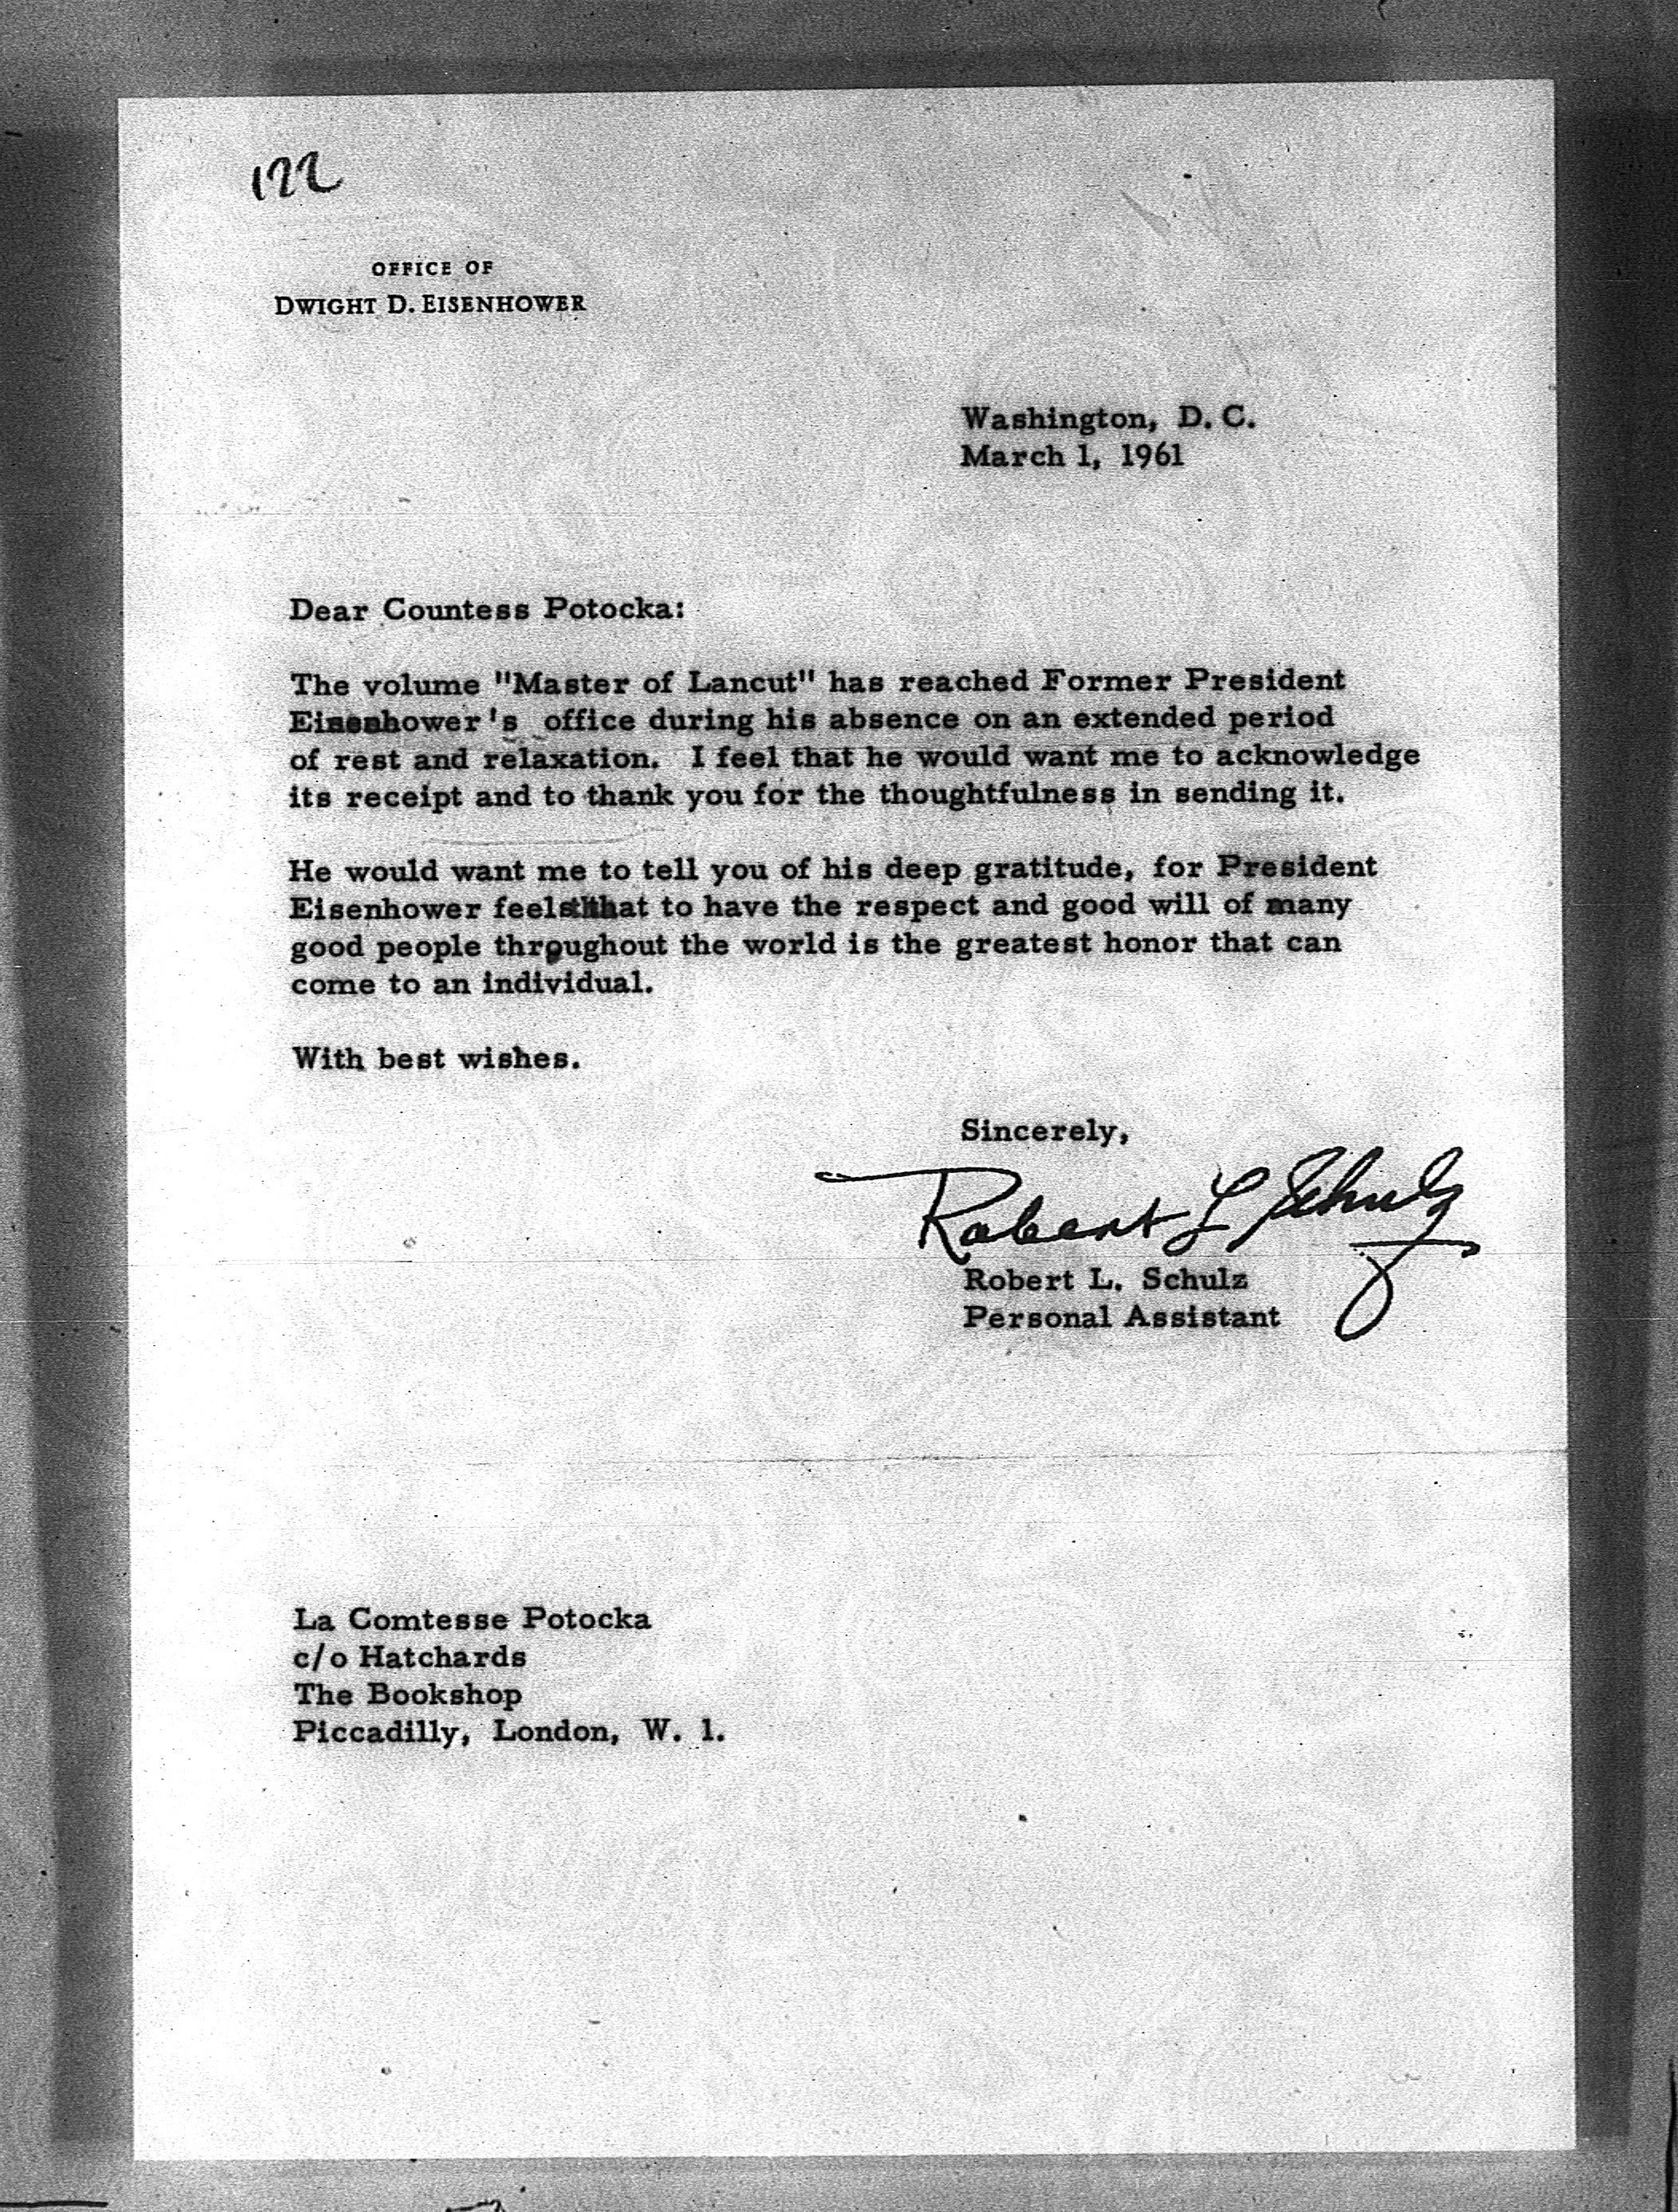 122
OFFICE OF
DWIGHT D. EISENHOWER
Washington, D. C.
March 1, 1961
Dear Countess Potocka:
The volume "Master of Lancut" has reached Former President
Eisenhower's office during his absence on an extended period
of rest and relaxation. I feel that he would want me to acknowledge
its receipt and to thank you for the thoughtfulness in sending it.
He would want me to tell you of his deep gratitude, for President
Eisenhower feels that to have the respect and good will of many
good people throughout the world is the greatest honor that can
come to an individual.
With best wishes.
Sincerely,
Robert L Schulz
Robert L. Schulz
Personal Assistant
La Comtesse Potocka
c/o Hatchards
The Bookshop
Piccadilly, London, W. 1.